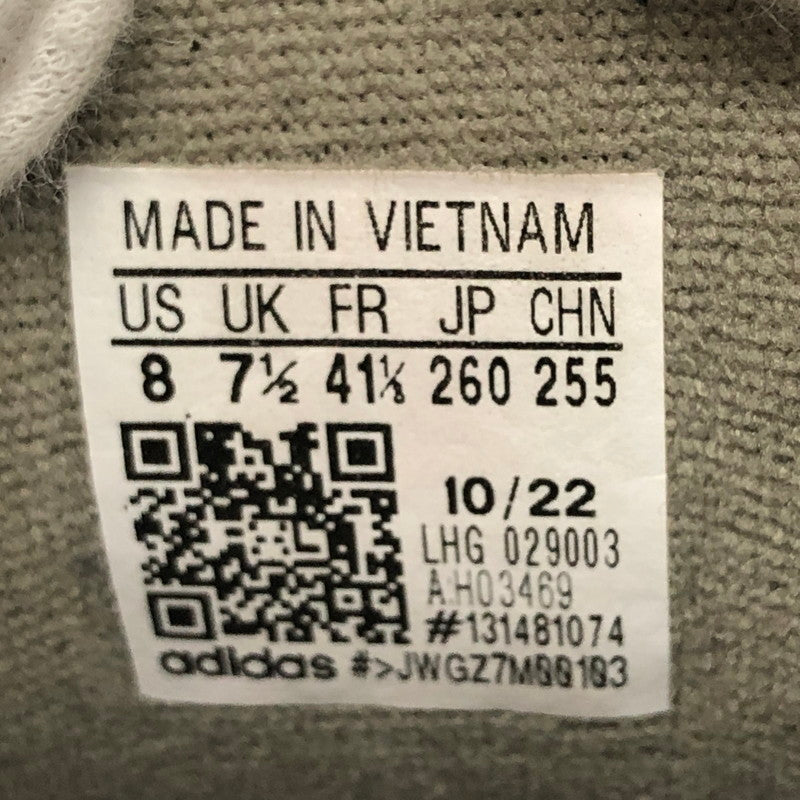 MADE IN VIETNAM
US UK FR JP CHN
8 7½ 41⅓ 260 255
10/22
LHG 029003
A:H03469
#131481074
adidas #>JWGZ7M00103